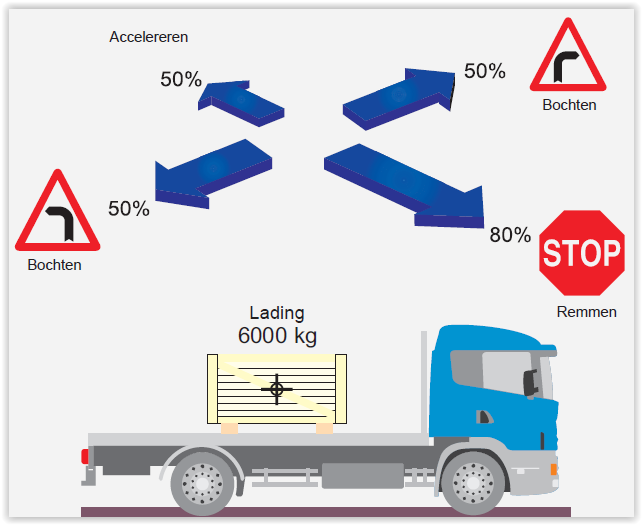 Accelereren
50%
50%
Bochten
50%
Bochten
80%
STOP
Remmen
Lading
6000 kg